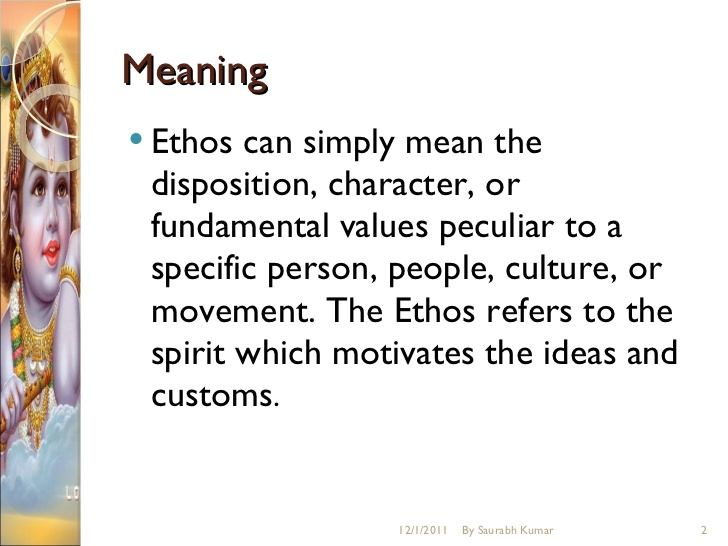 Meaning
• Ethos can simply mean the
disposition, character, or
fundamental values peculiar to a
specific person, people, culture, or
movement. The Ethos refers to the
spirit which motivates the ideas and
customs.
12/1/2011 By Saurabh Kumar 2